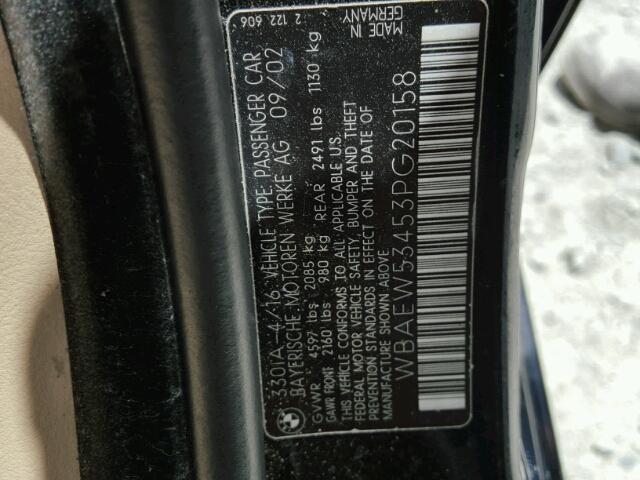 330iA-4/16 VEHICLE TYPE: PASSENGER CAR
BAYERISCHE MOTOREN WERKE AG 09/02
2 122 606
GVWR 4597 lbs 2085 kg
GAWR FRONT 2160 lbs 980 kg REAR 2491 lbs 1130 kg
THIS VEHICLE CONFORMS TO ALL APPLICABLE U.S.
FEDERAL MOTOR VEHICLE SAFETY, BUMPER AND THEFT
PREVENTION STANDARDS IN EFFECT ON THE DATE OF
MANUFACTURE SHOWN ABOVE
MADE IN
GERMANY
WBAEW53453PG20158